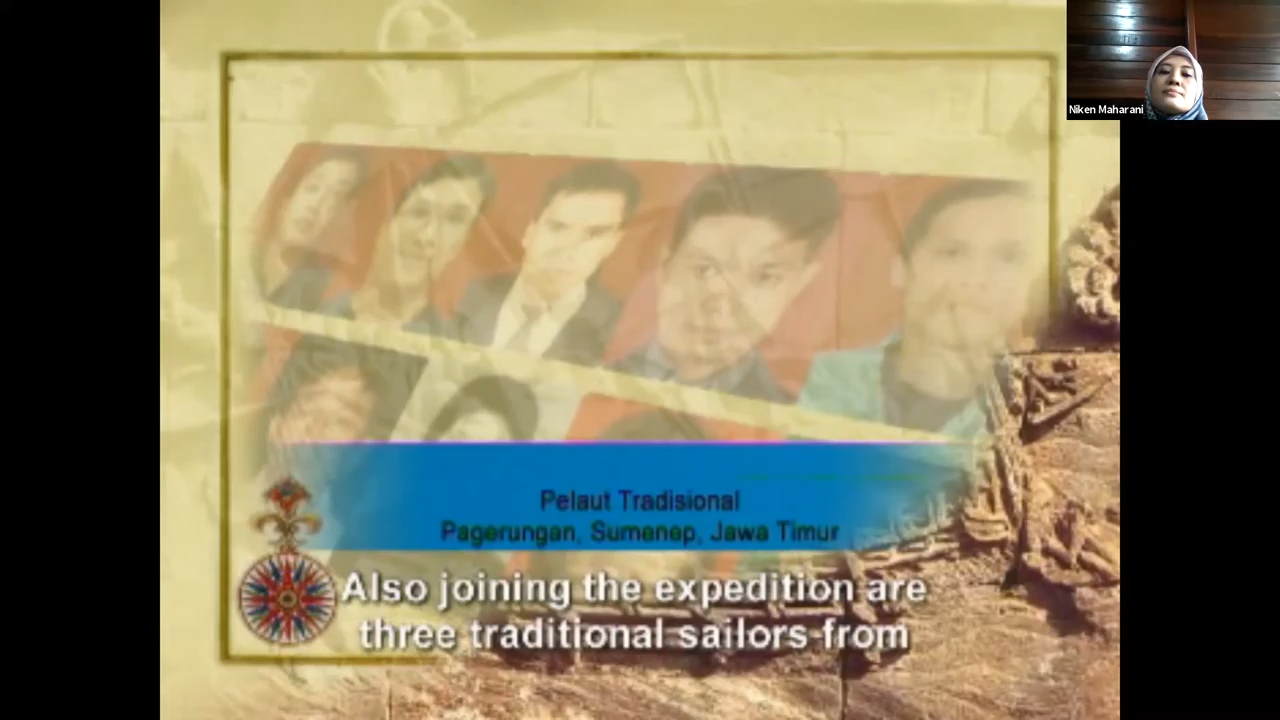 Niken Maharani
Pelaut Tradisional
Pagerungan, Sumenep, Jawa Timur
Also joining the expedition are
three traditional sailors from